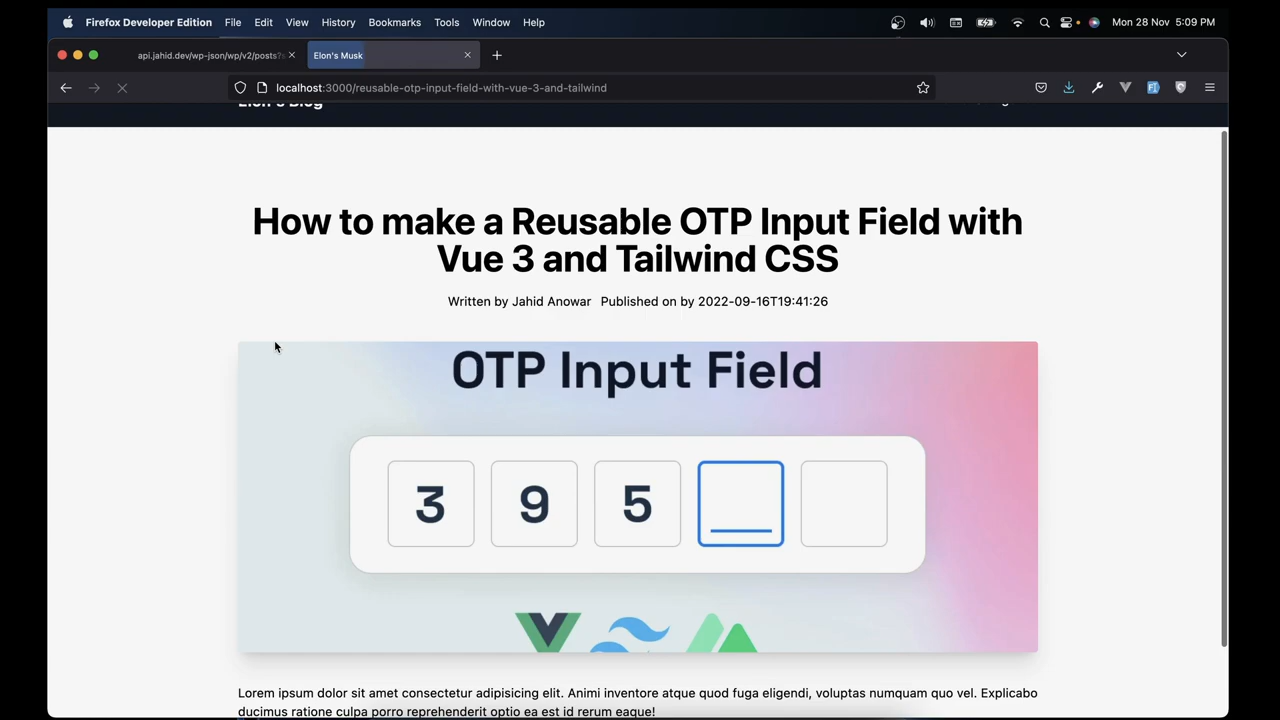 Firefox Developer Edition File Edit View History Bookmarks Tools Window Help Mon 28 Nov 5:09 PM
api.jahid.dev/wp-json/wp/v2/posts?s
Elon's Musk
localhost:3000/reusable-otp-input-field-with-vue-3-and-tailwind
Elon's Blog
How to make a Reusable OTP Input Field with
Vue 3 and Tailwind CSS
Written by Jahid Anowar Published on by 2022-09-16T19:41:26
OTP Input Field
3 9 5
Lorem ipsum dolor sit amet consectetur adipisicing elit. Animi inventore atque quod fuga eligendi, voluptas numquam quo vel. Explicabo
ducimus ratione culpa porro reprehenderit optio ea est id rerum eaque!